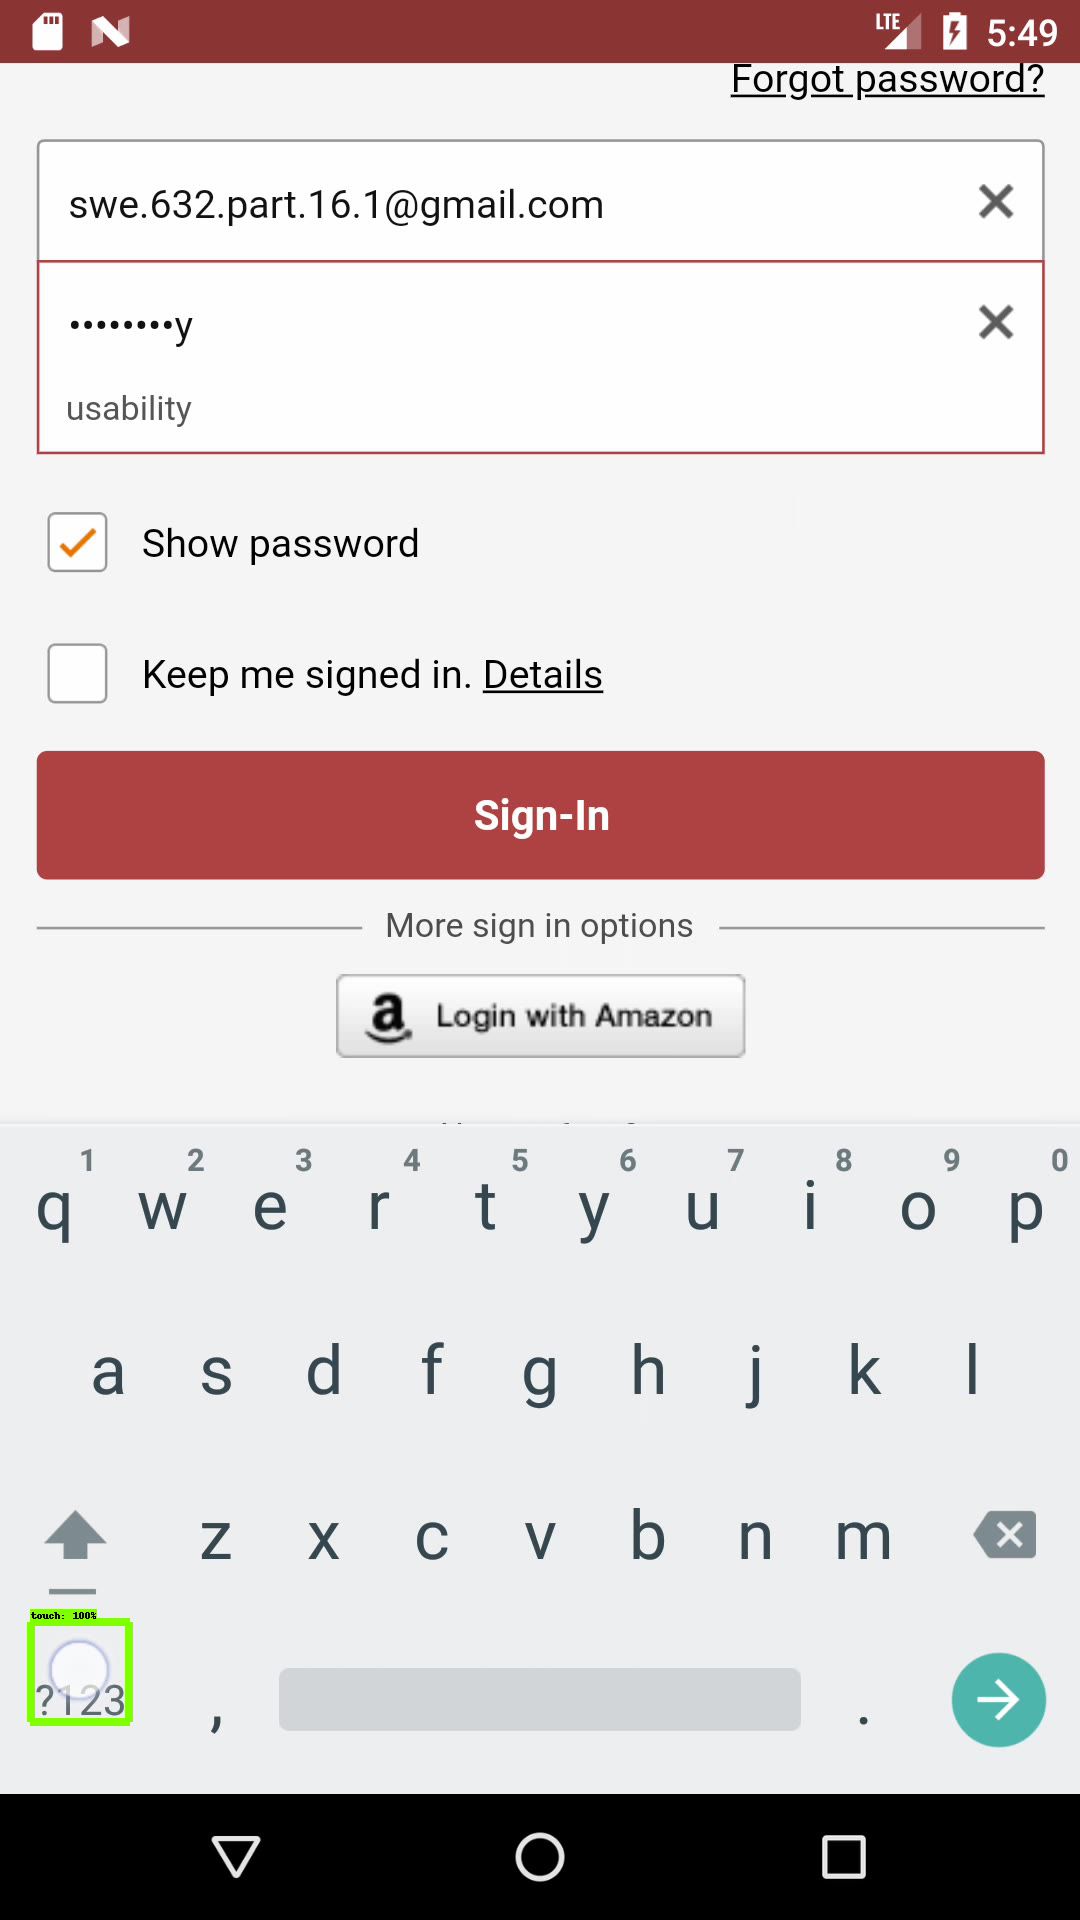 LTE 5:49
Forgot password?
swe.632.part.16.1@gmail.com
••••••••y
usability
Show password
Keep me signed in. Details
Sign-In
More sign in options
a Login with Amazon
1 2 3 4 5 6 7 8 9 0
q w e r t y u i o p
a s d f g h j k l
z x c v b n m
touch: 100%
?123 , .